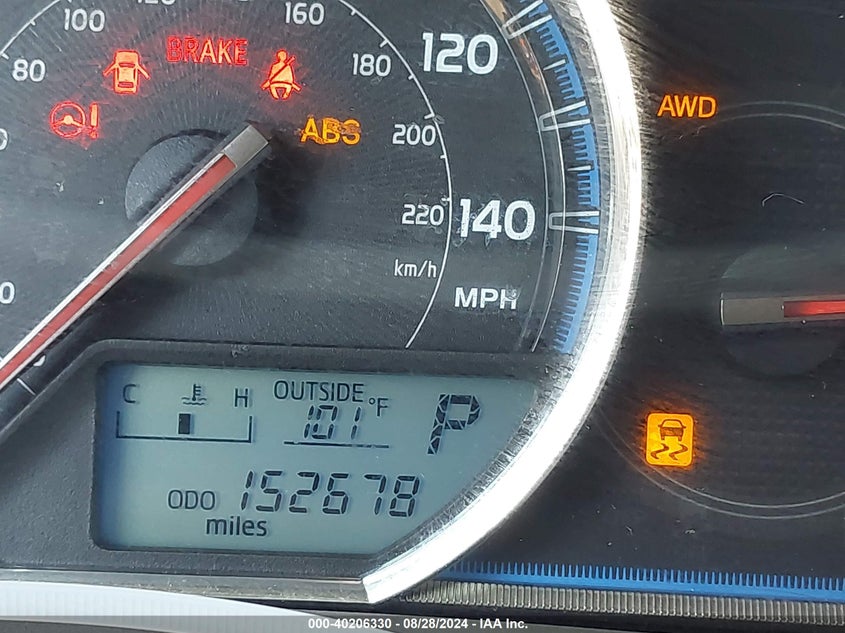 100
120
160
80
180
120
BRAKE
!
ABS
200
AWD
220
140
km/h
MPH
C
H
OUTSIDE
101 °F
P
ODO 152678
miles
000-40206330 - 08/28/2024 - IAA Inc.